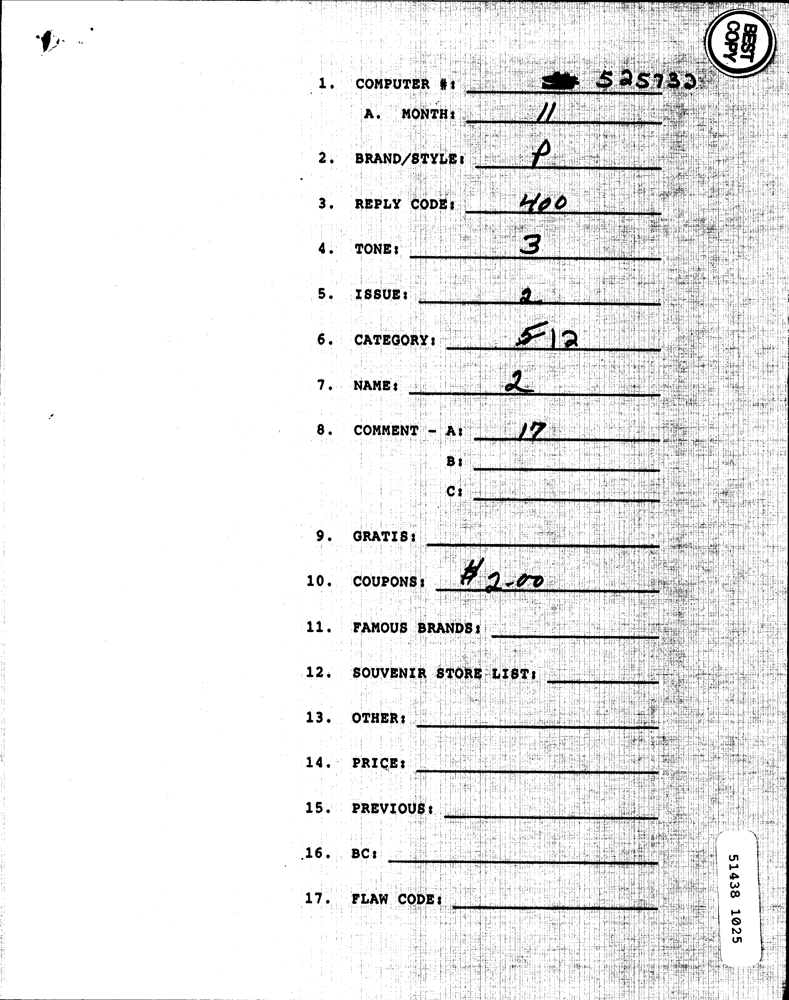 BEST
COPY
1. COMPUTER #: 525732
A. MONTH: 11
2. BRAND/STYLE: P
3. REPLY CODE: 400
4. TONE: 3
5. ISSUE: 2
6. CATEGORY: 512
7. NAME: 2
8. COMMENT - A: 17
B:
C:
9. GRATIS:
10. COUPONS: $ 2.00
11. FAMOUS BRANDS:
12. SOUVENIR STORE LIST:
13. OTHER:
14. PRICE:
15. PREVIOUS:
16. BC:
17. FLAW CODE:
51438 1025